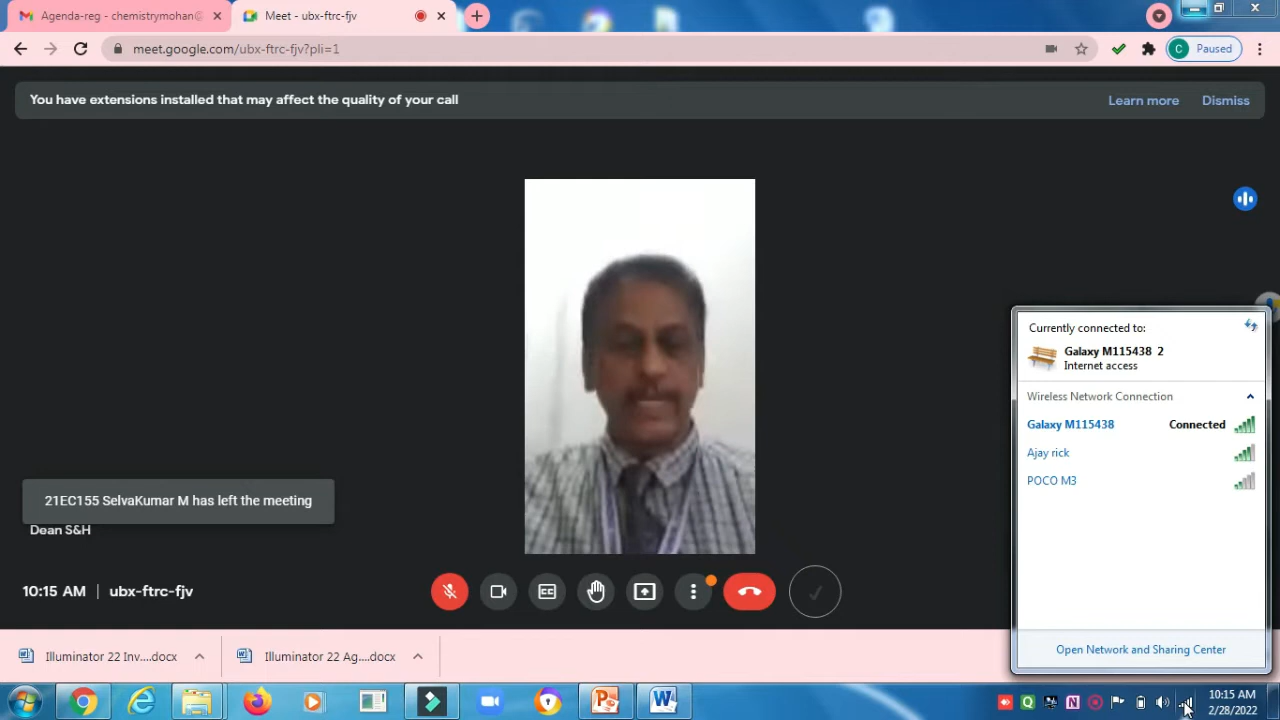 Agenda-reg - chemistrymohan@
Meet - ubx-ftrc-fjv
meet.google.com/ubx-ftrc-fjv?pli=1
C Paused
You have extensions installed that may affect the quality of your call
Learn more
Dismiss
Currently connected to:
Galaxy M115438 2
Internet access
Wireless Network Connection
Galaxy M115438 Connected
Ajay rick
POCO M3
21EC155 SelvaKumar M has left the meeting
Dean S&H
10:15 AM | ubx-ftrc-fjv
CC
Open Network and Sharing Center
Illuminator 22 Inv....docx
Illuminator 22 Ag....docx
10:15 AM
2/28/2022